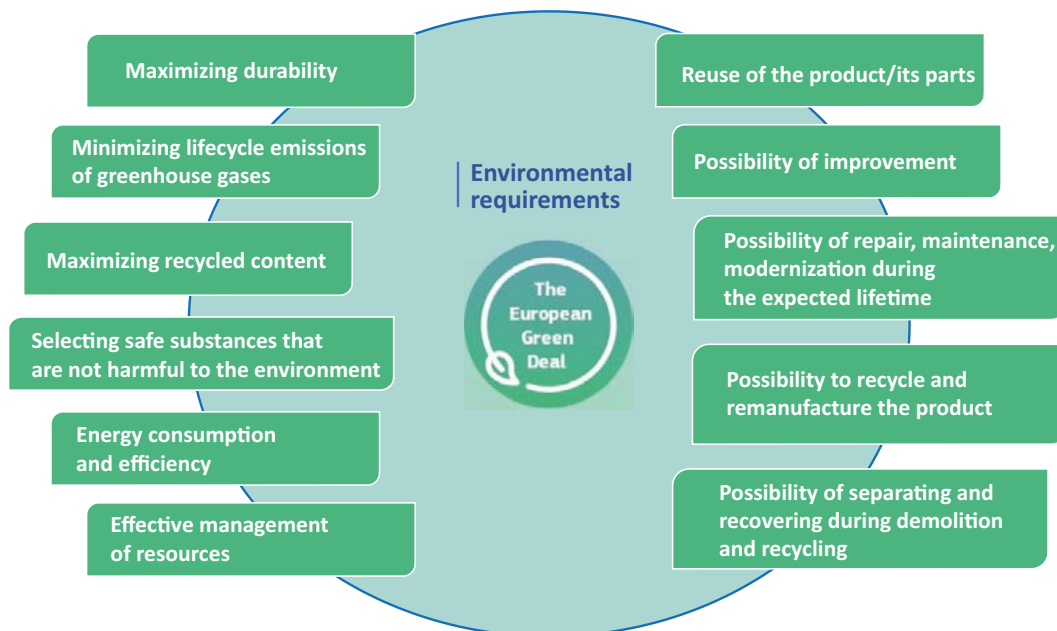 Maximizing durability
Minimizing lifecycle emissions
of greenhouse gases
Maximizing recycled content
Selecting safe substances that
are not harmful to the environment
Energy consumption
and efficiency
Effective management
of resources
Environmental
requirements
The
European
Green
Deal
Reuse of the product/its parts
Possibility of improvement
Possibility of repair, maintenance,
modernization during
the expected lifetime
Possibility to recycle and
remanufacture the product
Possibility of separating and
recovering during demolition
and recycling